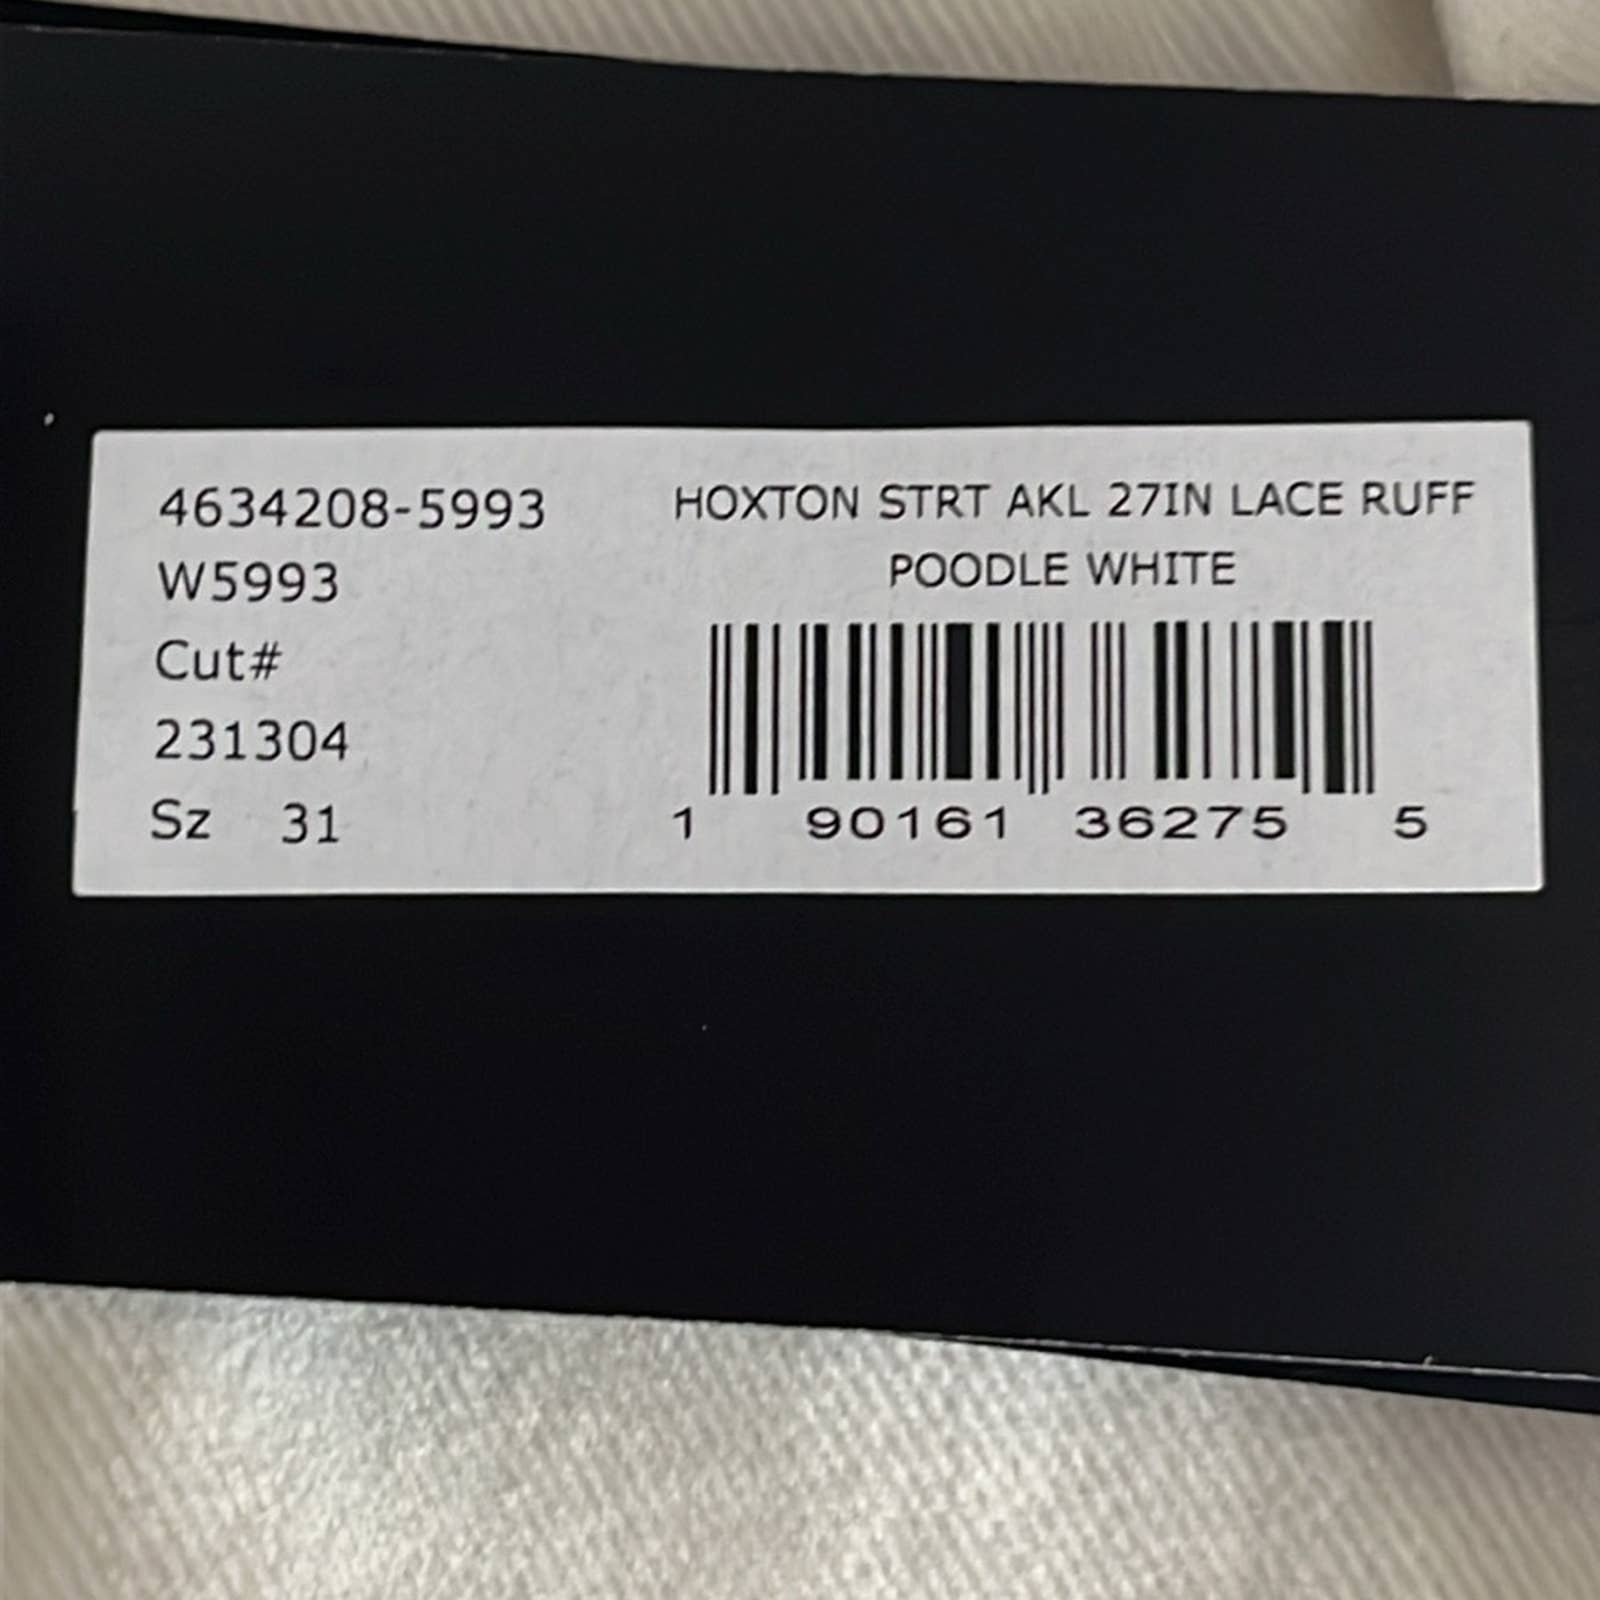 4634208-5993
W5993
Cut#
231304
Sz 31
HOXTON STRT AKL 27IN LACE RUFF
POODLE WHITE
1 90161 36275 5